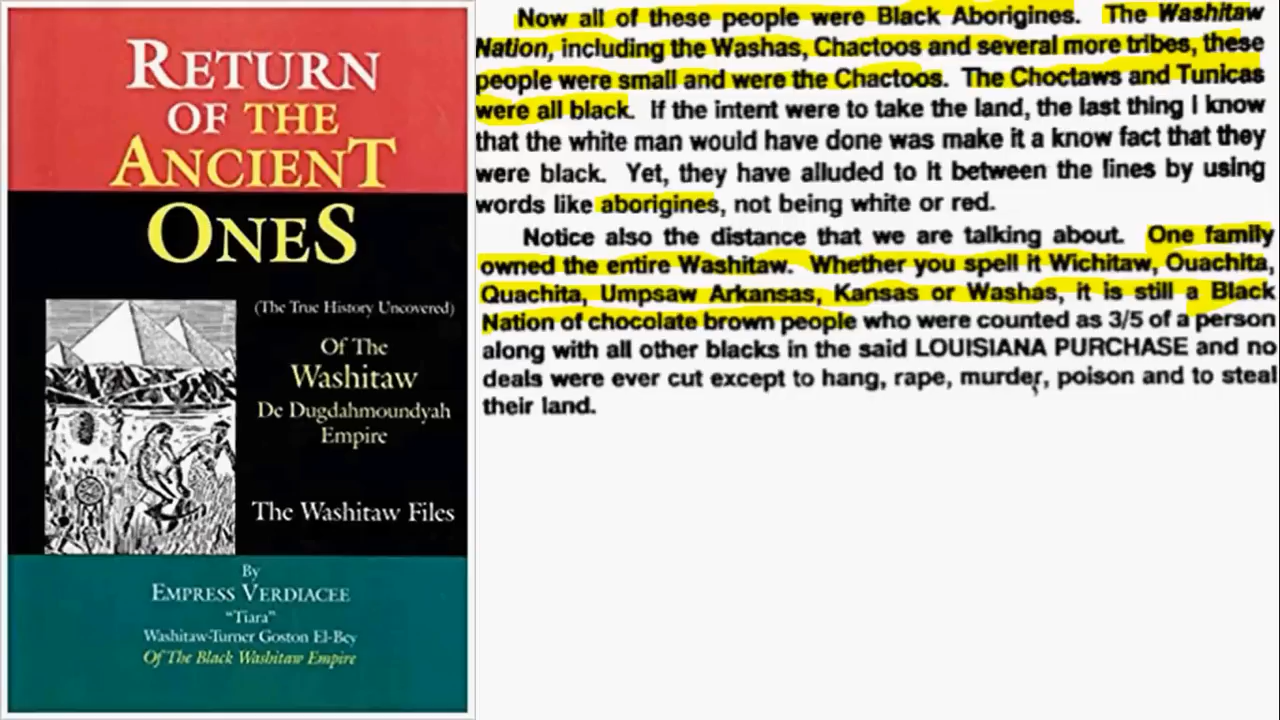 RETURN
OF THE
ANCIENT
ONES
(The True History Uncovered)
Of The
Washitaw
De Dugdahmoundyah
Empire
The Washitaw Files
By
EMPRESS VERDIACEE
"Tiara"
Washitaw-Turner Goston El-Bey
Of The Black Washitaw Empire
Now all of these people were Black Aborigines. The Washitaw
Nation, including the Washas, Chactoos and several more tribes, these
people were small and were the Chactoos. The Choctaws and Tunicas
were all black. If the intent were to take the land, the last thing I know
that the white man would have done was make it a know fact that they
were black. Yet, they have alluded to it between the lines by using
words like aborigines, not being white or red.
Notice also the distance that we are talking about. One family
owned the entire Washitaw. Whether you spell it Wichitaw, Ouachita,
Quachita, Umpsaw Arkansas, Kansas or Washas, it is still a Black
Nation of chocolate brown people who were counted as 3/5 of a person
along with all other blacks in the said LOUISIANA PURCHASE and no
deals were ever cut except to hang, rape, murder, poison and to steal
their land.